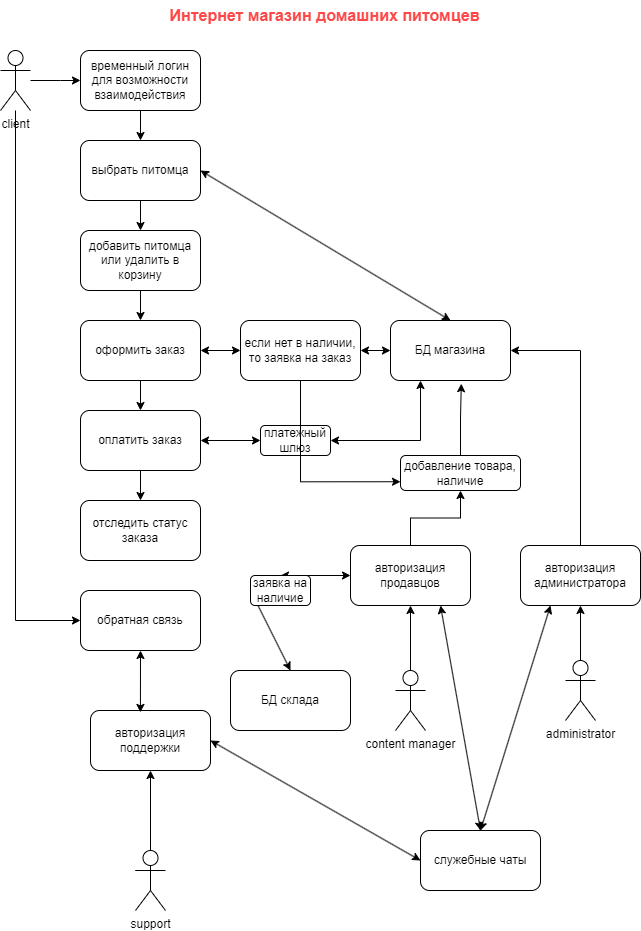 Интернет магазин домашних питомцев
временный логин
для возможности
взаимодействия
client
выбрать питомца
добавить питомца
или удалить в
корзину
оформить заказ
если нет в наличии,
то заявка на заказ
БД магазина
оплатить заказ
платежный
шлюз
добавление товара,
наличие
отследить статус
заказа
авторизация
продавцов
авторизация
администратора
заявка на
наличие
обратная связь
БД склада
content manager
administrator
авторизация
поддержки
служебные чаты
support